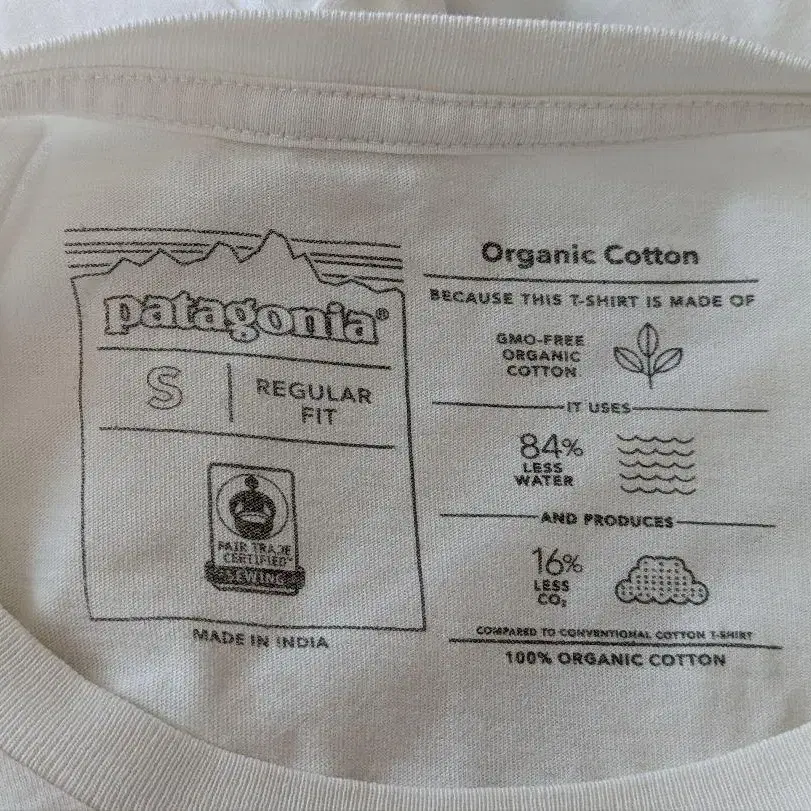 patagonia®
S
REGULAR
FIT
FAIR TRADE
CERTIFIED™
SEWING
MADE IN INDIA
Organic Cotton
BECAUSE THIS T-SHIRT IS MADE OF
GMO-FREE
ORGANIC
COTTON
IT USES
84%
LESS
WATER
AND PRODUCES
16%
LESS
CO₂
COMPARED TO CONVENTIONAL COTTON T-SHIRT
100% ORGANIC COTTON